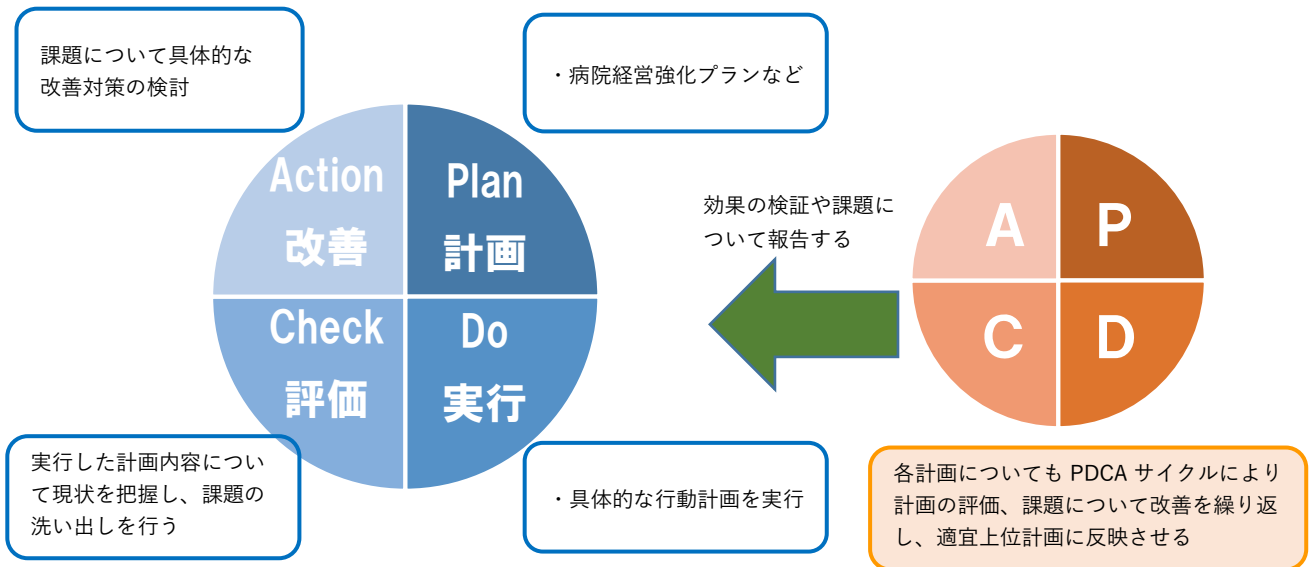 課題について具体的な
改善対策の検討
・病院経営強化プランなど
Action
改善
Plan
計画
Check
評価
Do
実行
実行した計画内容につい
て現状を把握し、課題の
洗い出しを行う
・具体的な行動計画を実行
効果の検証や課題に
ついて報告する
A
P
C
D
各計画についても PDCA サイクルにより
計画の評価、課題について改善を繰り返
し、適宜上位計画に反映させる